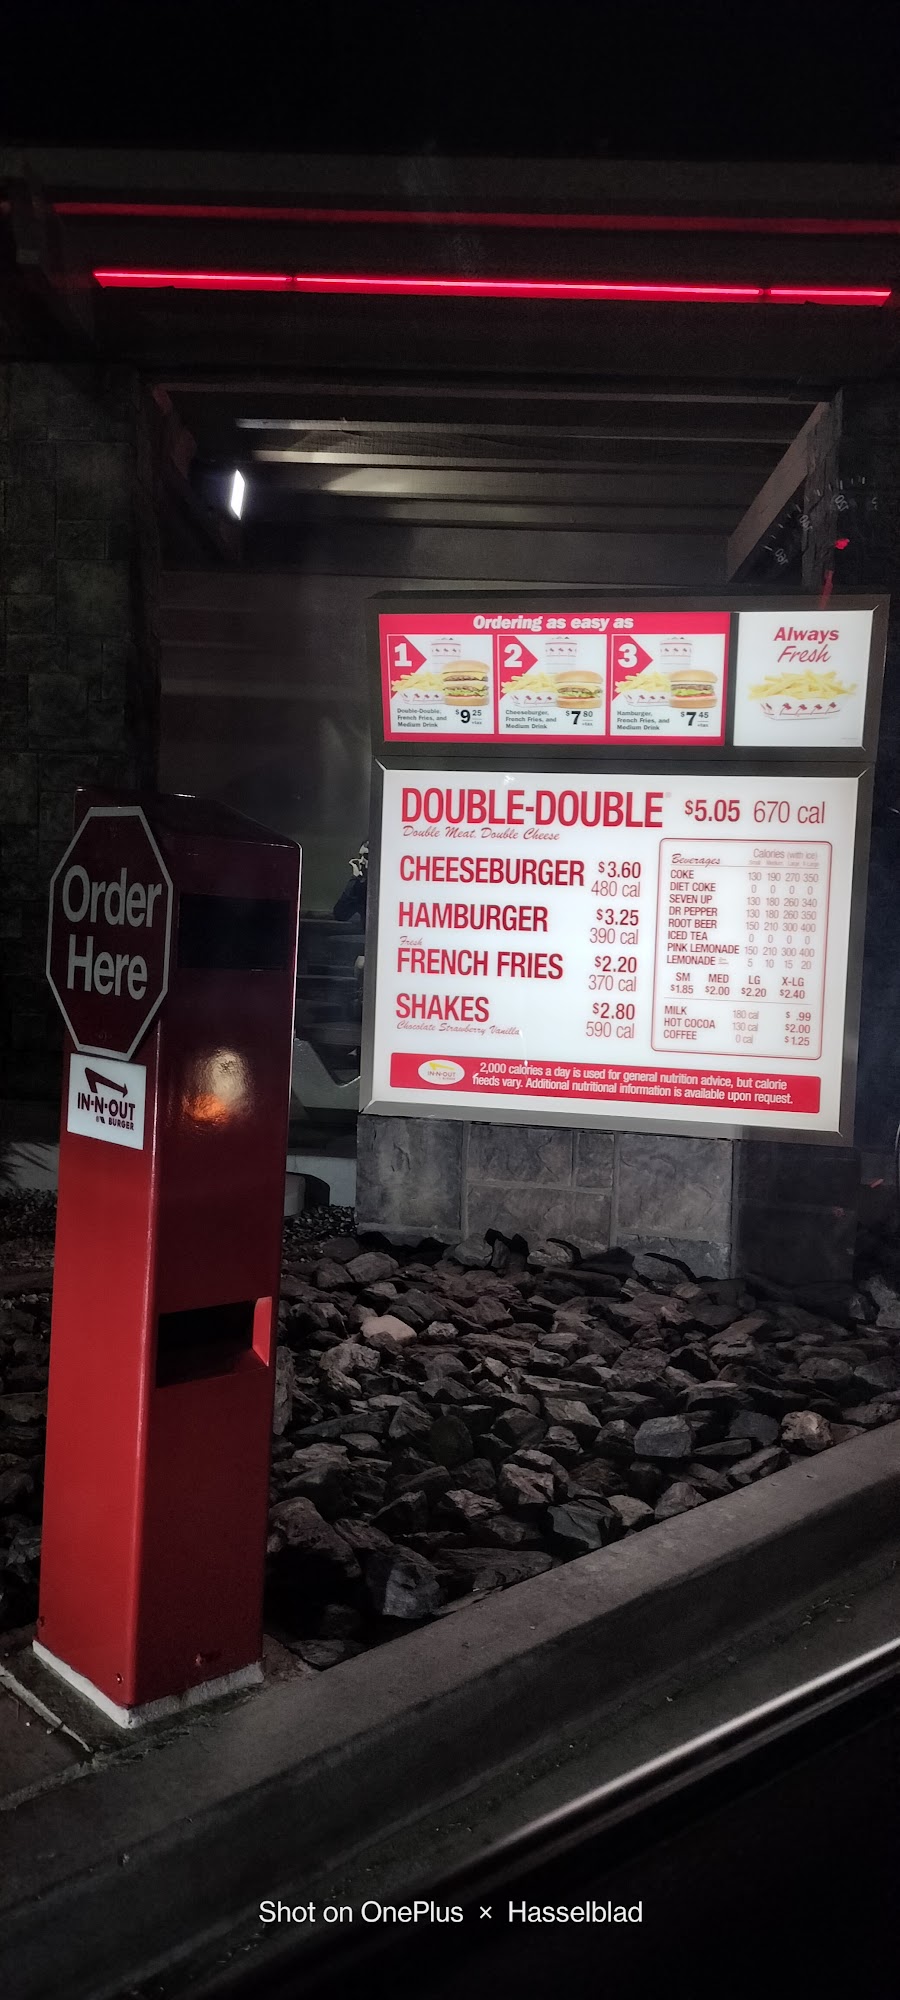 Ordering as easy as
1
Double-Double,
French Fries, and
Medium Drink
$9 25
2
Cheeseburger,
French Fries, and
Medium Drink
$7 80
3
Hamburger,
French Fries, and
Medium Drink
$7 45
Always
Fresh
DOUBLE-DOUBLE $5.05 670 cal
Double Meat Double Cheese
CHEESEBURGER $3.60
480 cal
HAMBURGER $3.25
390 cal
Fresh
FRENCH FRIES $2.20
370 cal
SHAKES $2.80
Chocolate Strawberry Vanilla 590 cal
Beverages Calories (with ice)
Small Medium Large X-Large
COKE 130 190 270 350
DIET COKE 0 0 0 0
SEVEN UP 130 180 260 340
DR PEPPER 130 180 260 350
ROOT BEER 150 210 300 400
ICED TEA 0 0 0 0
PINK LEMONADE 150 210 300 400
LEMONADE 5 10 15 20
SM MED LG X-LG
$1.85 $2.00 $2.20 $2.40
MILK 180 cal $ .99
HOT COCOA 130 cal $2.00
COFFEE 0 cal $1.25
IN-N-OUT
2,000 calories a day is used for general nutrition advice, but calorie
needs vary. Additional nutritional information is available upon request.
Order
Here
IN-N-OUT
BURGER
Shot on OnePlus × Hasselblad